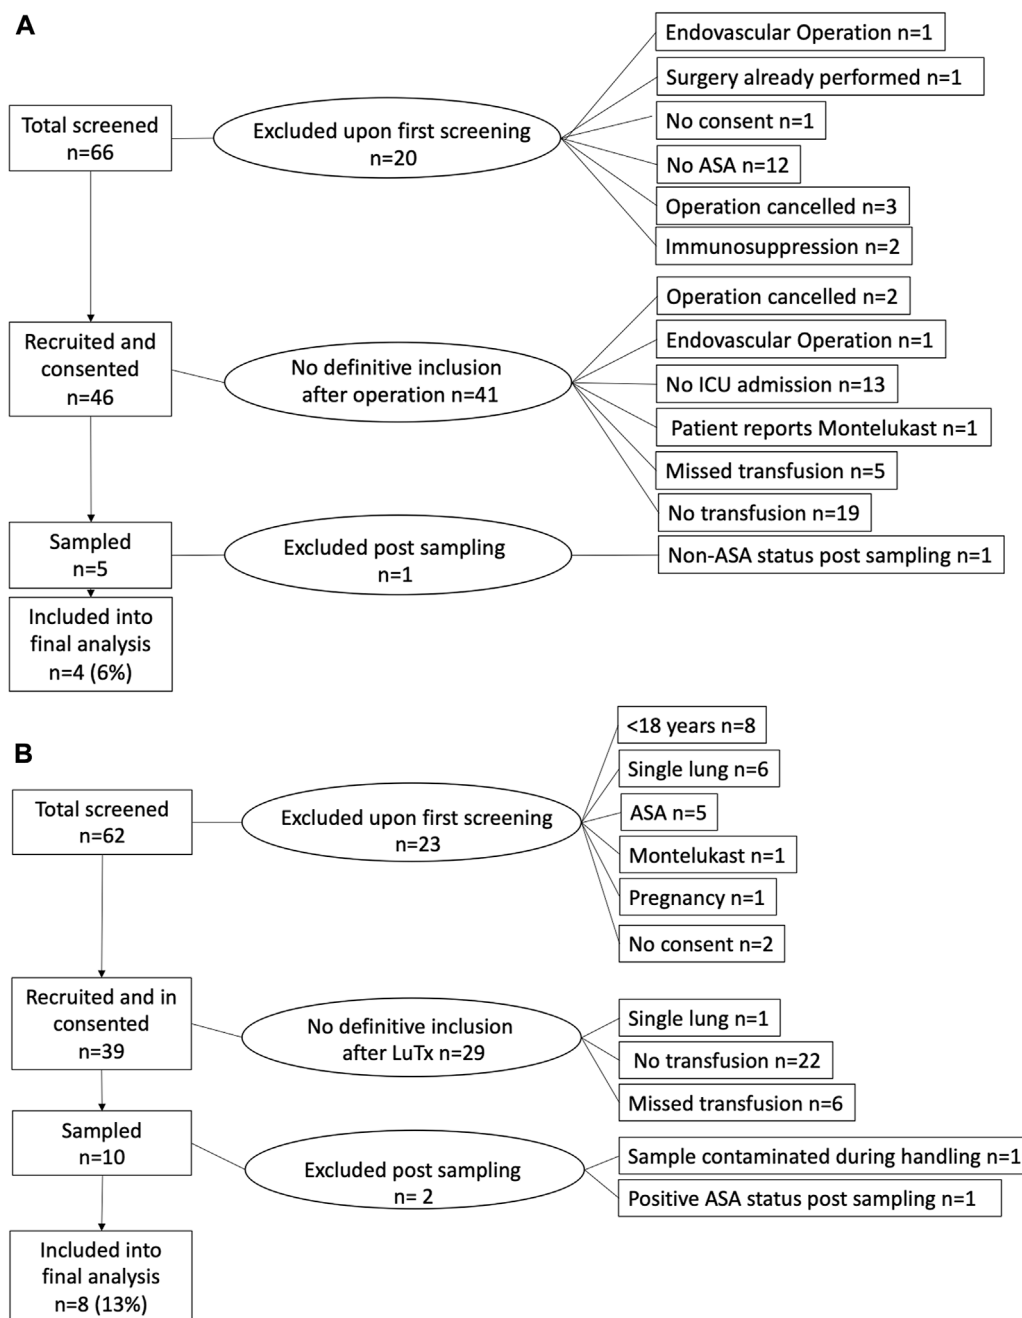 A
Total screened
n=66
Excluded upon first screening
n=20
Endovascular Operation n=1
Surgery already performed n=1
No consent n=1
No ASA n=12
Operation cancelled n=3
Immunosuppression n=2
Recruited and
consented
n=46
No definitive inclusion
after operation n=41
Operation cancelled n=2
Endovascular Operation n=1
No ICU admission n=13
Patient reports Montelukast n=1
Missed transfusion n=5
No transfusion n=19
Sampled
n=5
Excluded post sampling
n=1
Non-ASA status post sampling n=1
Included into
final analysis
n=4 (6%)
B
Total screened
n=62
Excluded upon first screening
n=23
<18 years n=8
Single lung n=6
ASA n=5
Montelukast n=1
Pregnancy n=1
No consent n=2
Recruited and in
consented
n=39
No definitive inclusion
after LuTx n=29
Single lung n=1
No transfusion n=22
Missed transfusion n=6
Sampled
n=10
Excluded post sampling
n= 2
Sample contaminated during handling n=1
Positive ASA status post sampling n=1
Included into
final analysis
n=8 (13%)